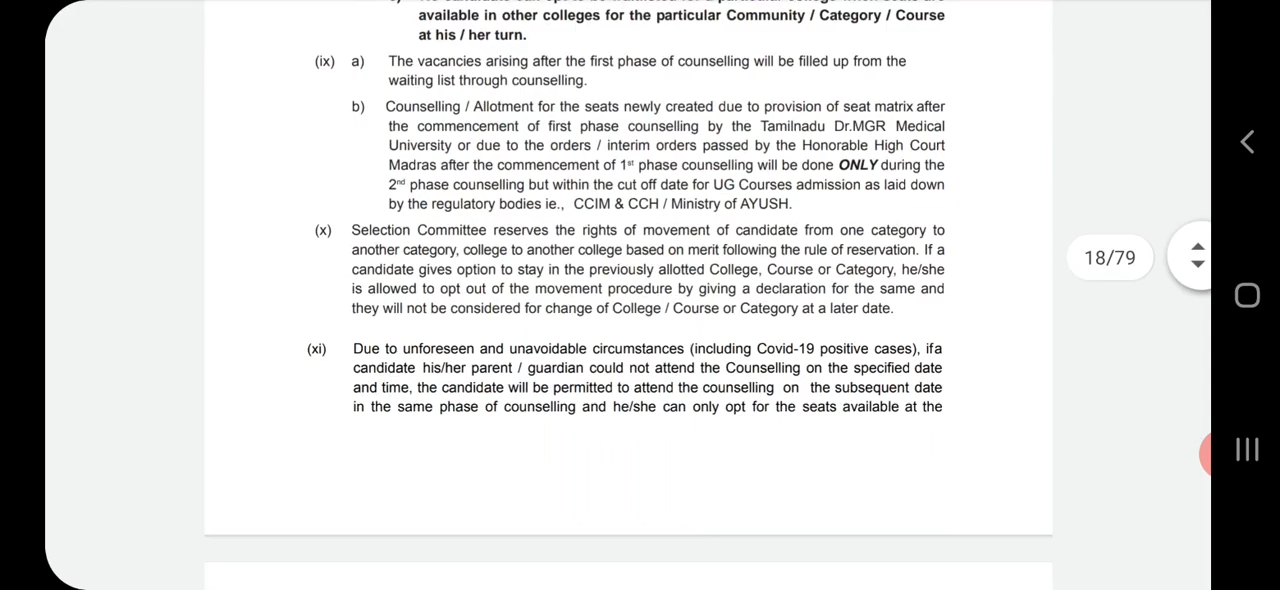 available in other colleges for the particular Community / Category / Course
at his / her turn.
(ix) a) The vacancies arising after the first phase of counselling will be filled up from the
waiting list through counselling.
b) Counselling / Allotment for the seats newly created due to provision of seat matrix after
the commencement of first phase counselling by the Tamilnadu Dr.MGR Medical
University or due to the orders / interim orders passed by the Honorable High Court
Madras after the commencement of 1st phase counselling will be done ONLY during the
2nd phase counselling but within the cut off date for UG Courses admission as laid down
by the regulatory bodies ie., CCIM & CCH / Ministry of AYUSH.
(x) Selection Committee reserves the rights of movement of candidate from one category to
another category, college to another college based on merit following the rule of reservation. If a
candidate gives option to stay in the previously allotted College, Course or Category, he/she
is allowed to opt out of the movement procedure by giving a declaration for the same and
they will not be considered for change of College / Course or Category at a later date.
(xi) Due to unforeseen and unavoidable circumstances (including Covid-19 positive cases), ifa
candidate his/her parent / guardian could not attend the Counselling on the specified date
and time, the candidate will be permitted to attend the counselling on the subsequent date
in the same phase of counselling and he/she can only opt for the seats available at the
18/79